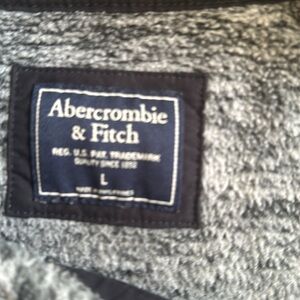 Abercrombie
& Fitch
REG. U.S. PAT. TRADEMARK
QUALITY SINCE 1892
L